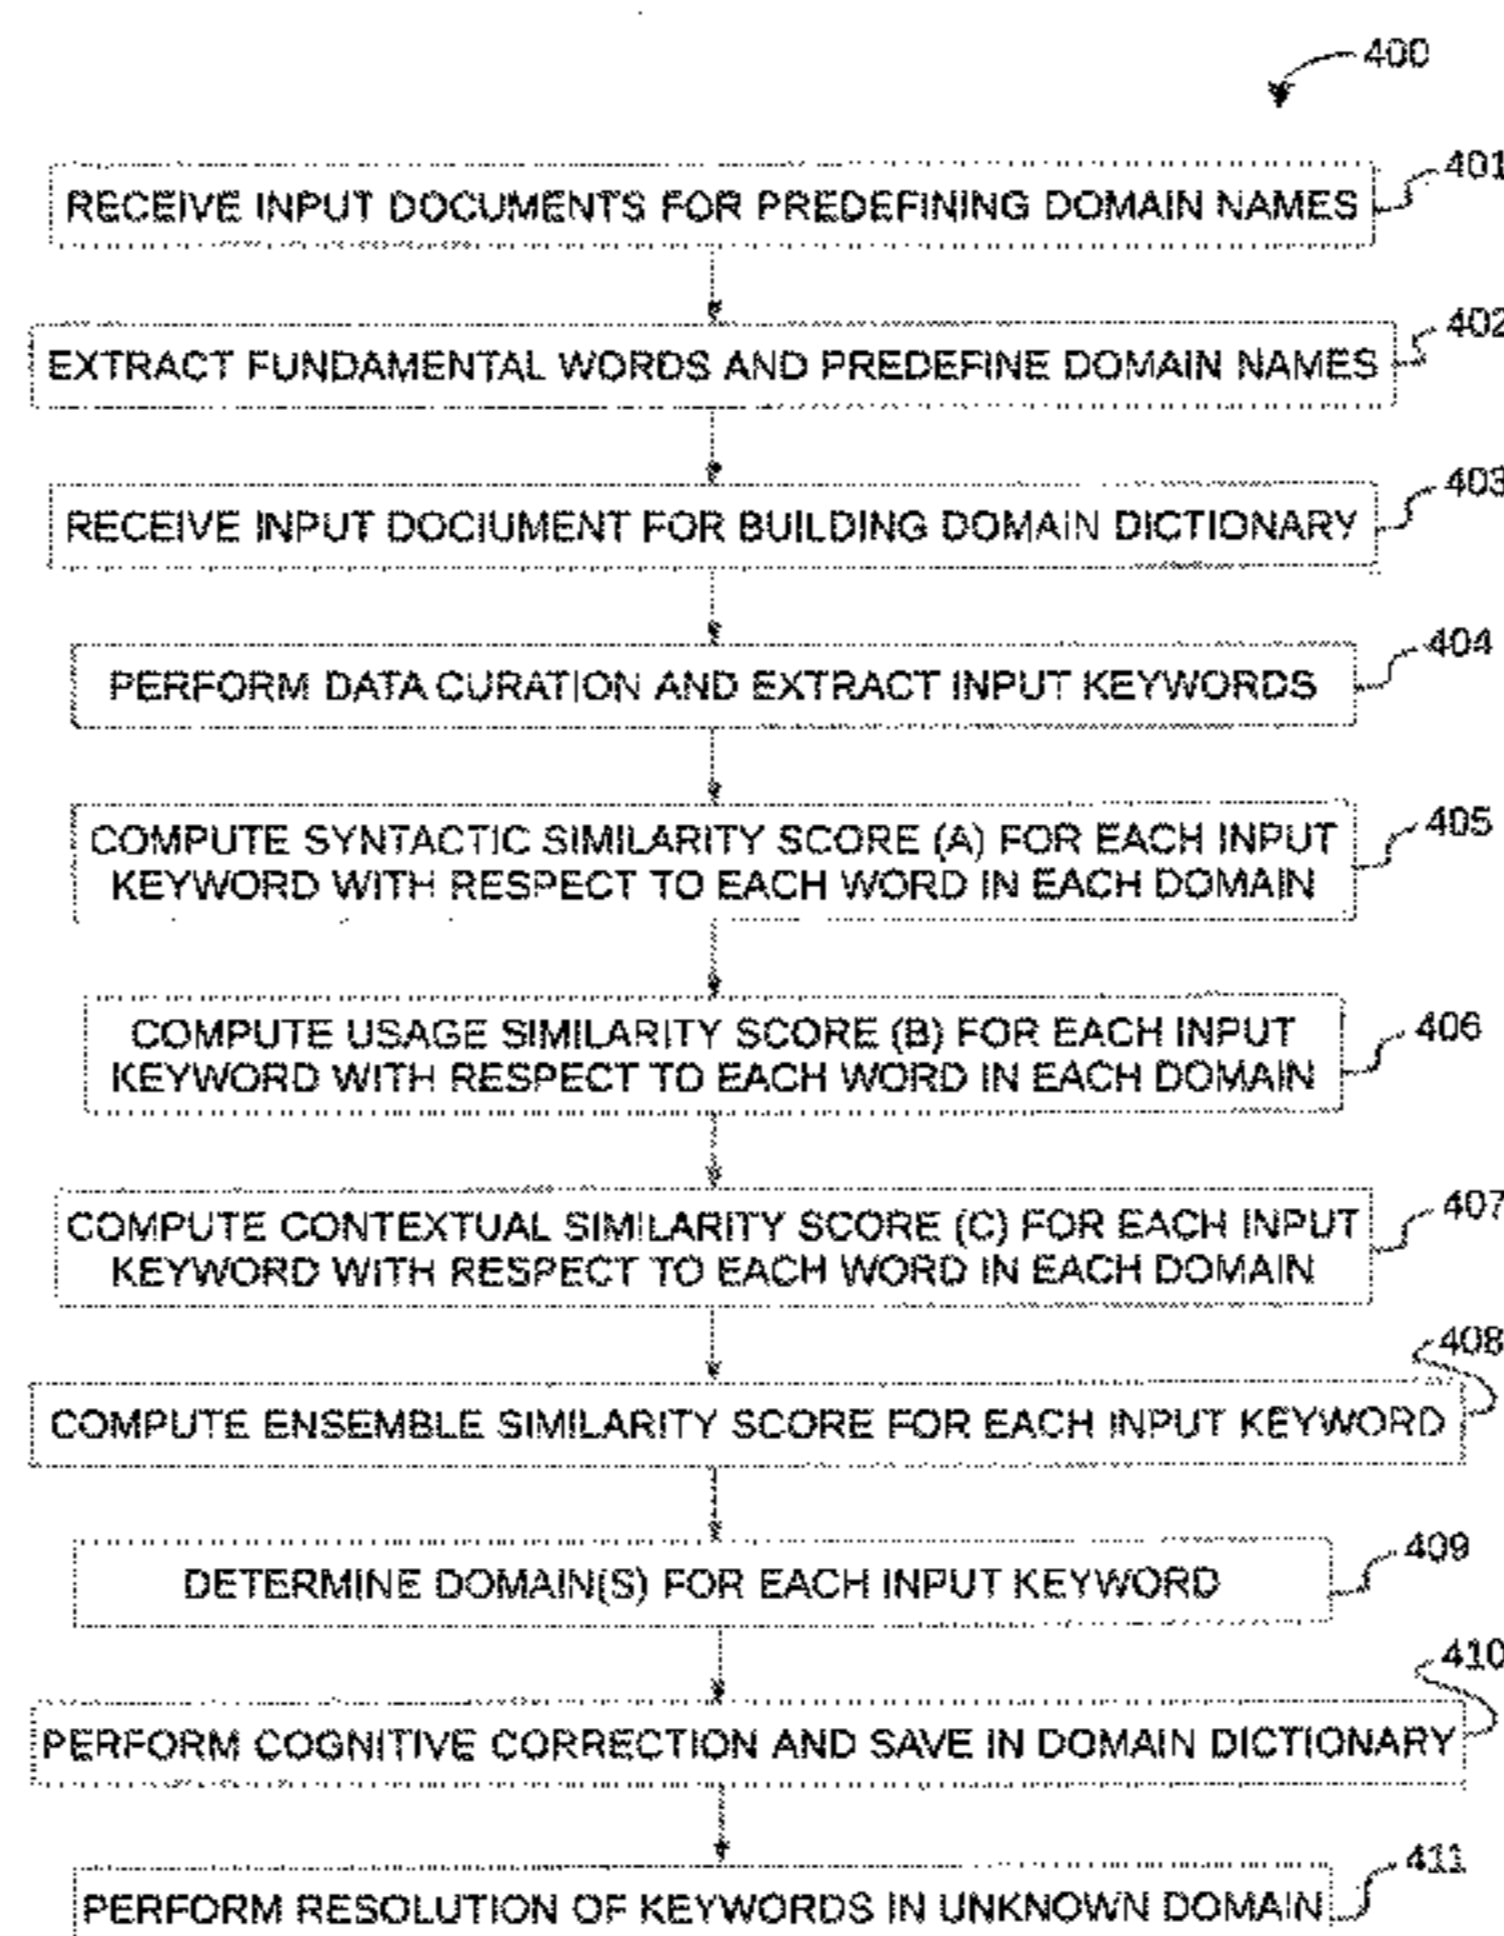 400
401
RECEIVE INPUT DOCUMENTS FOR PREDEFINING DOMAIN NAMES
402
EXTRACT FUNDAMENTAL WORDS AND PREDEFINE DOMAIN NAMES
403
RECEIVE INPUT DOCIUMENT FOR BUILDING DOMAIN DICTIONARY
404
PERFORM DATA CURATION AND EXTRACT INPUT KEYWORDS
405
COMPUTE SYNTACTIC SIMILARITY SCORE (A) FOR EACH INPUT
KEYWORD WITH RESPECT TO EACH WORD IN EACH DOMAIN
406
COMPUTE USAGE SIMILARITY SCORE (B) FOR EACH INPUT
KEYWORD WITH RESPECT TO EACH WORD IN EACH DOMAIN
407
COMPUTE CONTEXTUAL SIMILARITY SCORE (C) FOR EACH INPUT
KEYWORD WITH RESPECT TO EACH WORD IN EACH DOMAIN
408
COMPUTE ENSEMBLE SIMILARITY SCORE FOR EACH INPUT KEYWORD
409
DETERMINE DOMAIN(S) FOR EACH INPUT KEYWORD
410
PERFORM COGNITIVE CORRECTION AND SAVE IN DOMAIN DICTIONARY
411
PERFORM RESOLUTION OF KEYWORDS IN UNKNOWN DOMAIN